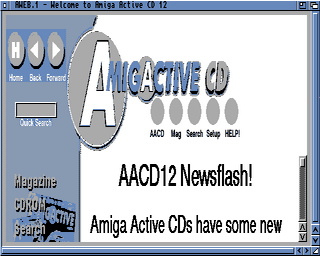 AWEB.1 - Welcome to Amiga Active CD 12
H
Home Back Forward
AMIGACTIVE CD
Quick Search
AACD Mag Search Setup HELP!
AACD12 Newsflash!
Magazine
CDROM
Search
Amiga Active CDs have some new